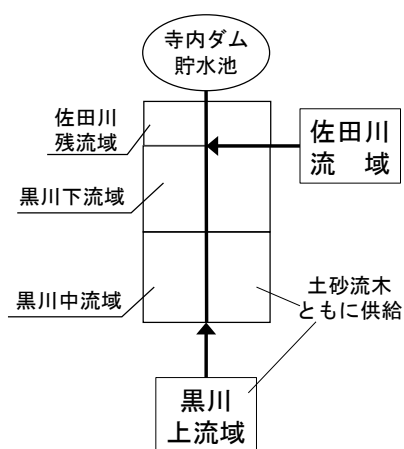 寺内ダム
貯水池
佐田川
残流域
佐田川
流　域
黒川下流域
黒川中流域
土砂流木
ともに供給
黒川
上流域